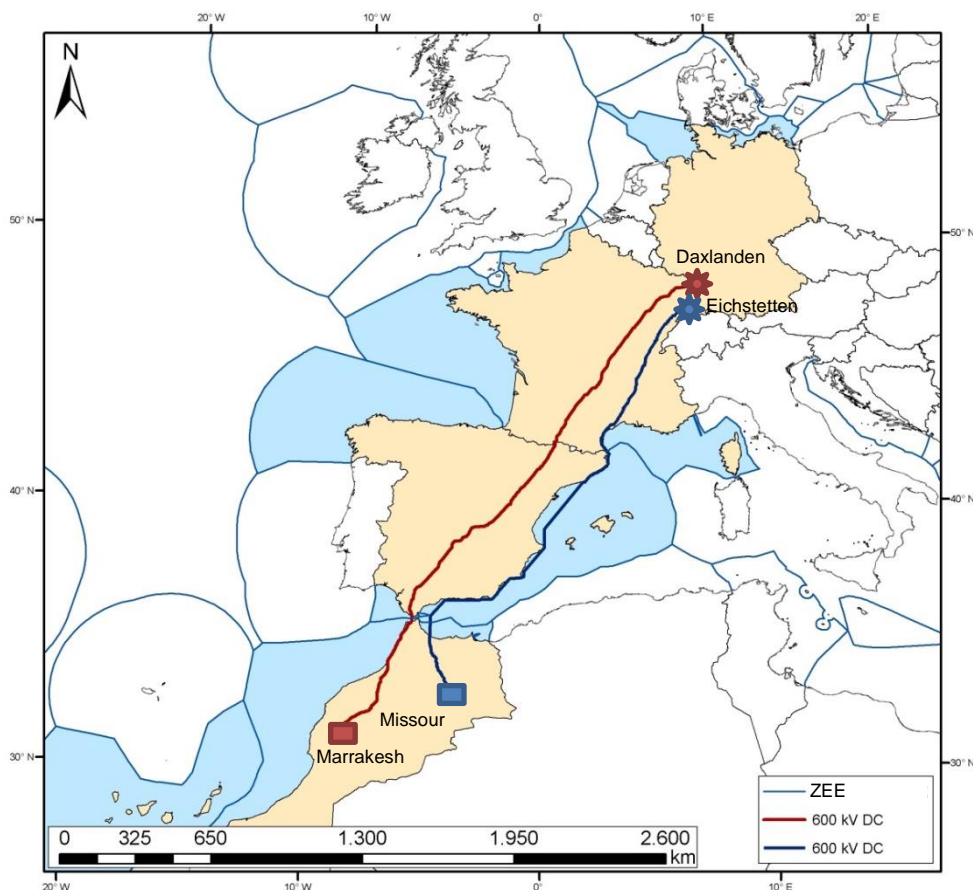 20° W 10° W 0° 10° E 20° E
N
50° N 50° N
Daxlanden
Eichstetten
40° N 40° N
Missour
Marrakesh
30° N 30° N
ZEE
600 kV DC
600 kV DC
0 325 650 1.300 1.950 2.600
km
20° W 10° W 0° 10° E